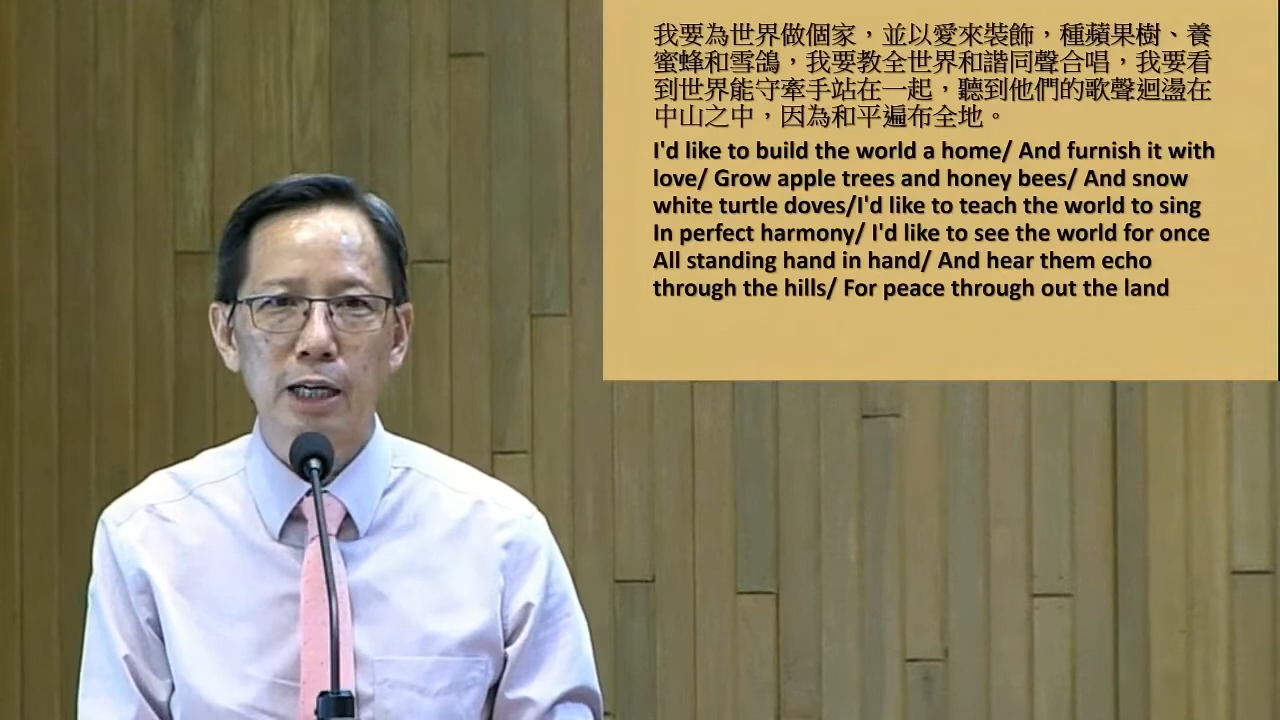 我要為世界做個家，並以愛來裝飾，種蘋果樹、養
蜜蜂和雪鴿，我要教全世界和諧同聲合唱，我要看
到世界能守牽手站在一起，聽到他們的歌聲迴盪在
中山之中，因為和平遍布全地。
I'd like to build the world a home/ And furnish it with
love/ Grow apple trees and honey bees/ And snow
white turtle doves/I'd like to teach the world to sing
In perfect harmony/ I'd like to see the world for once
All standing hand in hand/ And hear them echo
through the hills/ For peace through out the land